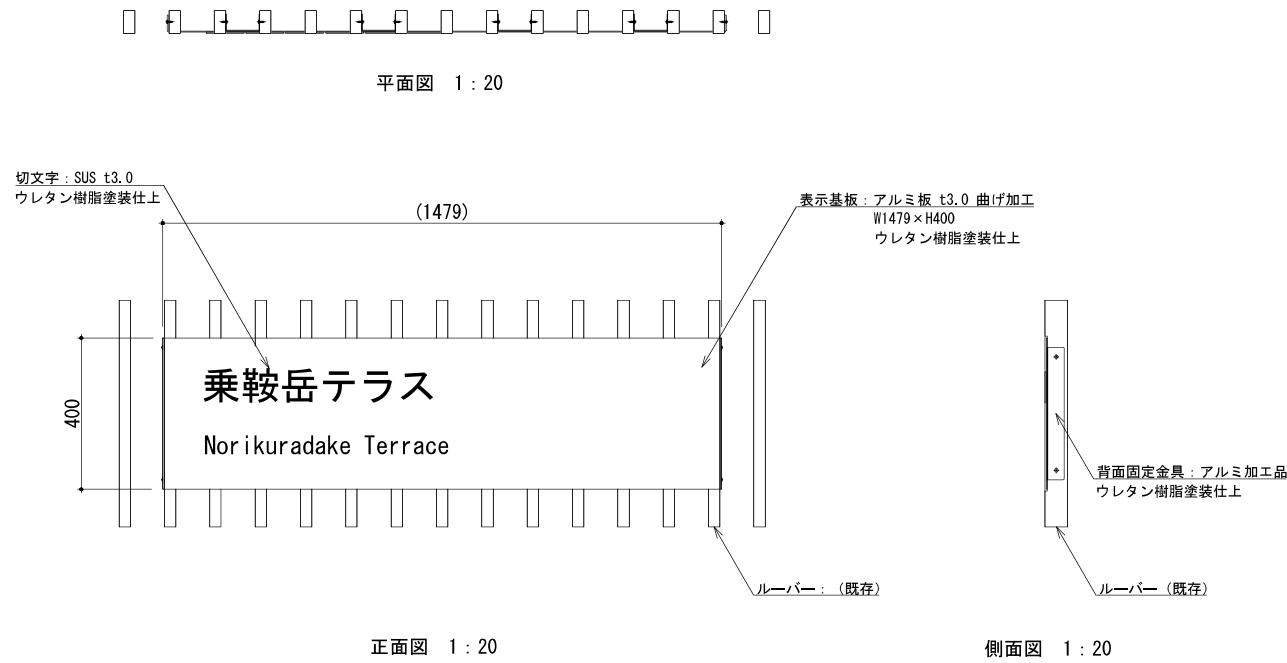 平面図 1：20
切文字：SUS t3.0
ウレタン樹脂塗装仕上
(1479)
表示基板：アルミ板 t3.0 曲げ加工
W1479×H400
ウレタン樹脂塗装仕上
400
乗鞍岳テラス
Norikuradake Terrace
背面固定金具：アルミ加工品
ウレタン樹脂塗装仕上
ルーバー：（既存）
ルーバー（既存）
正面図 1：20
側面図 1：20